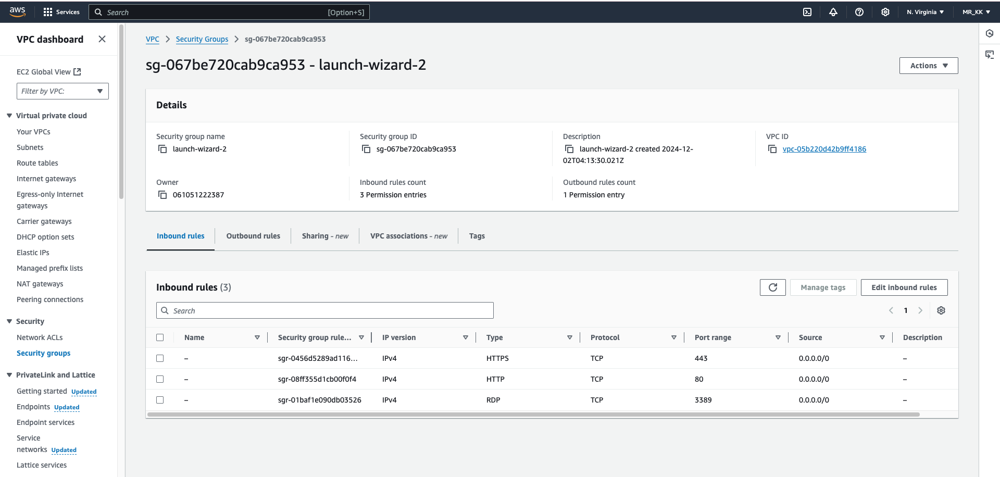 aws Services Search [Option+S] N. Virginia MR_KK
VPC dashboard
EC2 Global View
Filter by VPC:
Virtual private cloud
Your VPCs
Subnets
Route tables
Internet gateways
Egress-only Internet
gateways
Carrier gateways
DHCP option sets
Elastic IPs
Managed prefix lists
NAT gateways
Peering connections
Security
Network ACLs
Security groups
PrivateLink and Lattice
Getting started Updated
Endpoints Updated
Endpoint services
Service
networks Updated
Lattice services
VPC > Security Groups > sg-067be720cab9ca953
sg-067be720cab9ca953 - launch-wizard-2
Actions
Details
Security group name
launch-wizard-2
Security group ID
sg-067be720cab9ca953
Description
launch-wizard-2 created 2024-12-
02T04:13:30.021Z
VPC ID
vpc-05b220d42b9ff4186
Owner
061051222387
Inbound rules count
3 Permission entries
Outbound rules count
1 Permission entry
Inbound rules Outbound rules Sharing - new VPC associations - new Tags
Inbound rules (3)
Manage tags Edit inbound rules
Search
1
Name Security group rule... IP version Type Protocol Port range Source Description
– sgr-0456d5289ad116... IPv4 HTTPS TCP 443 0.0.0.0/0 –
– sgr-08ff355d1cb00f0f4 IPv4 HTTP TCP 80 0.0.0.0/0 –
– sgr-01baf1e090db03526 IPv4 RDP TCP 3389 0.0.0.0/0 –